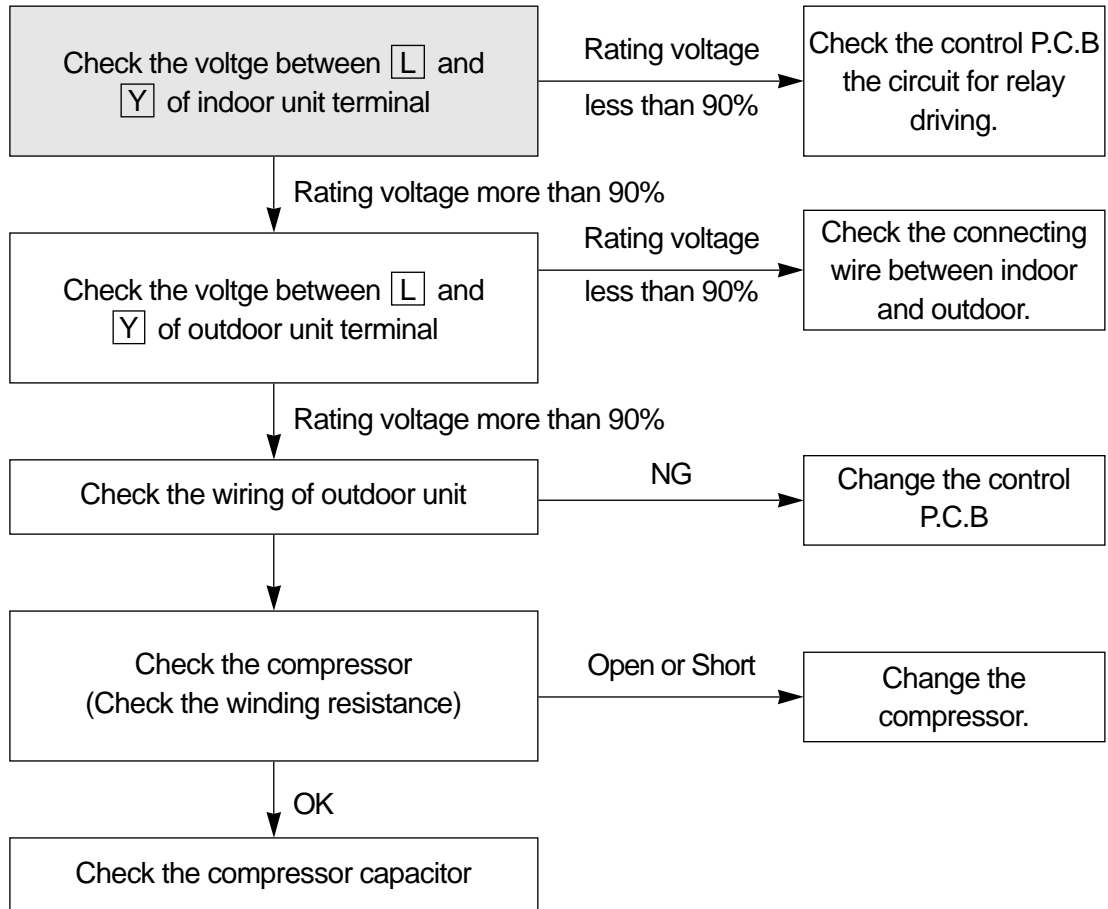 Check the voltge between L and
Y of indoor unit terminal
Rating voltage
less than 90%
Check the control P.C.B
the circuit for relay
driving.
Rating voltage more than 90%
Check the voltge between L and
Y of outdoor unit terminal
Rating voltage
less than 90%
Check the connecting
wire between indoor
and outdoor.
Rating voltage more than 90%
Check the wiring of outdoor unit
NG
Change the control
P.C.B
Check the compressor
(Check the winding resistance)
Open or Short
Change the
compressor.
OK
Check the compressor capacitor